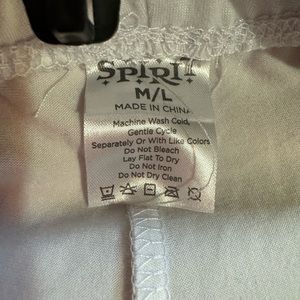 SPIRIT
M/L
MADE IN CHINA
Machine Wash Cold,
Gentle Cycle
Separately Or With Like Colors
Do Not Bleach
Lay Flat To Dry
Do Not Iron
Do Not Dry Clean